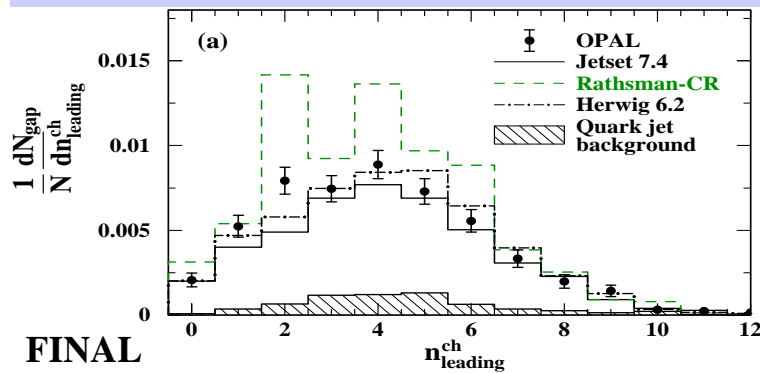 0.015
0.01
0.005
0
(a)
OPAL
Jetset 7.4
Rathsman-CR
Herwig 6.2
Quark jet
background
1 dN_gap
N dn^ch_leading
0 2 4 6 8 10 12
n^ch_leading
FINAL